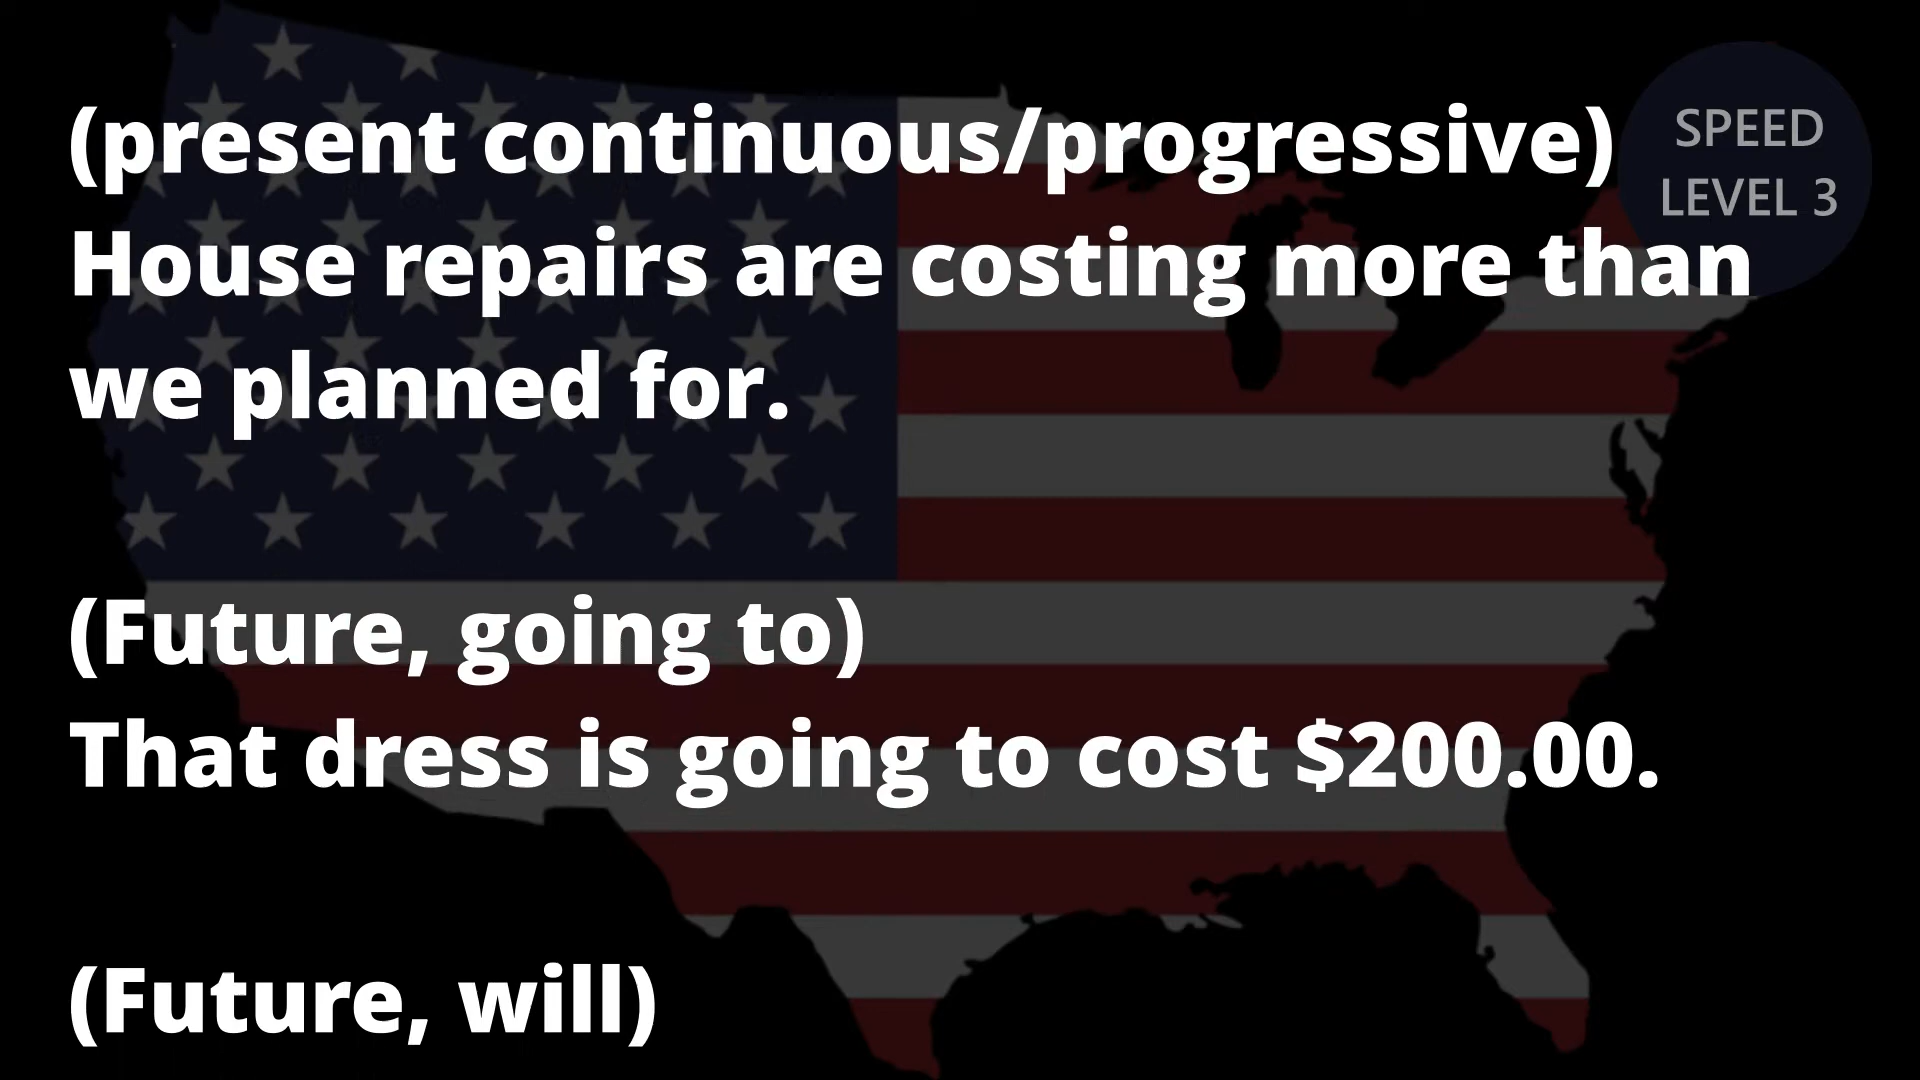 (present continuous/progressive)
House repairs are costing more than
we planned for.
(Future, going to)
That dress is going to cost $200.00.
(Future, will)
SPEED
LEVEL 3